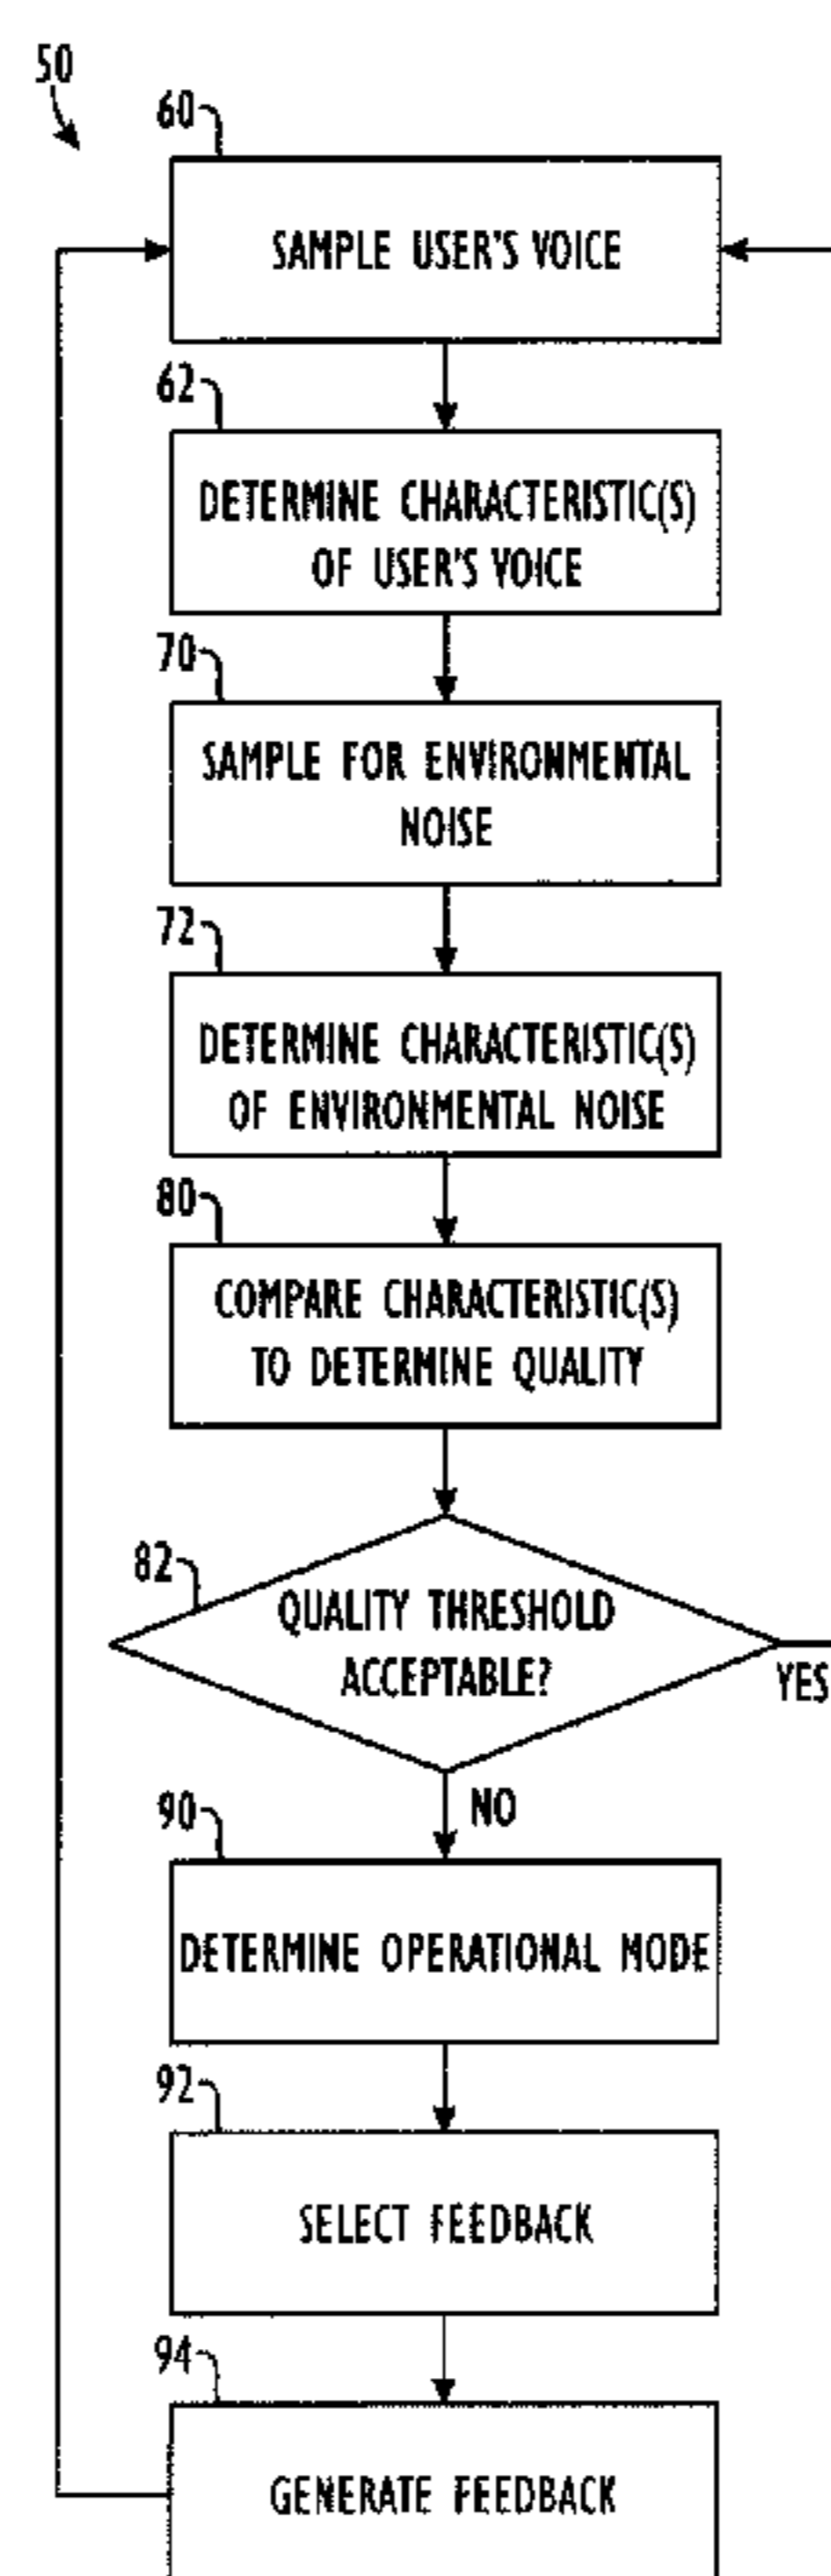 50
60
SAMPLE USER'S VOICE
62
DETERMINE CHARACTERISTIC(S)
OF USER'S VOICE
70
SAMPLE FOR ENVIRONMENTAL
NOISE
72
DETERMINE CHARACTERISTIC(S)
OF ENVIRONMENTAL NOISE
80
COMPARE CHARACTERISTIC(S)
TO DETERMINE QUALITY
82
QUALITY THRESHOLD
ACCEPTABLE?
YES
NO
90
DETERMINE OPERATIONAL MODE
92
SELECT FEEDBACK
94
GENERATE FEEDBACK